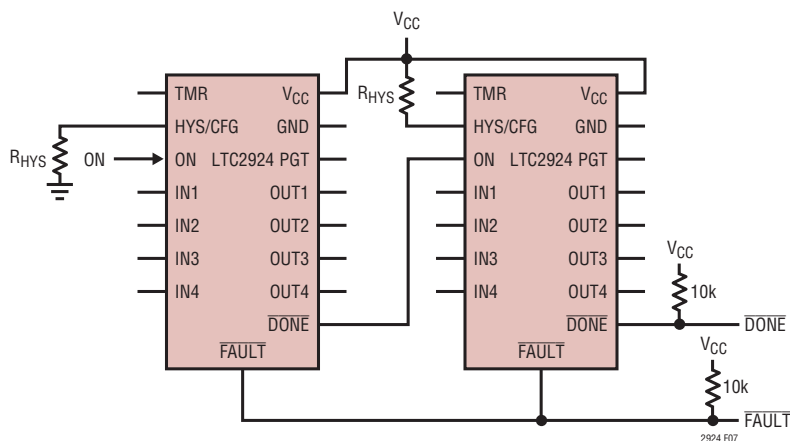 VCC
TMR
VCC
HYS/CFG
GND
RHYS
ON
ON
LTC2924 PGT
IN1
OUT1
IN2
OUT2
IN3
OUT3
IN4
OUT4
DONE
FAULT
RHYS
TMR
VCC
HYS/CFG
GND
ON
LTC2924 PGT
IN1
OUT1
IN2
OUT2
IN3
OUT3
IN4
OUT4
DONE
FAULT
VCC
10k
DONE
VCC
10k
FAULT
2924 F07